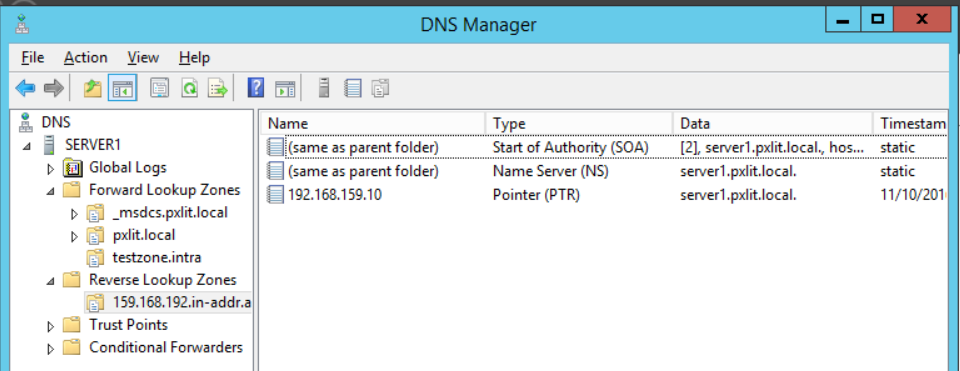 DNS Manager
File Action View Help
DNS
SERVER1
Global Logs
Forward Lookup Zones
_msdcs.pxlit.local
pxlit.local
testzone.intra
Reverse Lookup Zones
159.168.192.in-addr.a
Trust Points
Conditional Forwarders
Name Type Data Timestam
(same as parent folder) Start of Authority (SOA) [2], server1.pxlit.local., hos... static
(same as parent folder) Name Server (NS) server1.pxlit.local. static
192.168.159.10 Pointer (PTR) server1.pxlit.local. 11/10/201